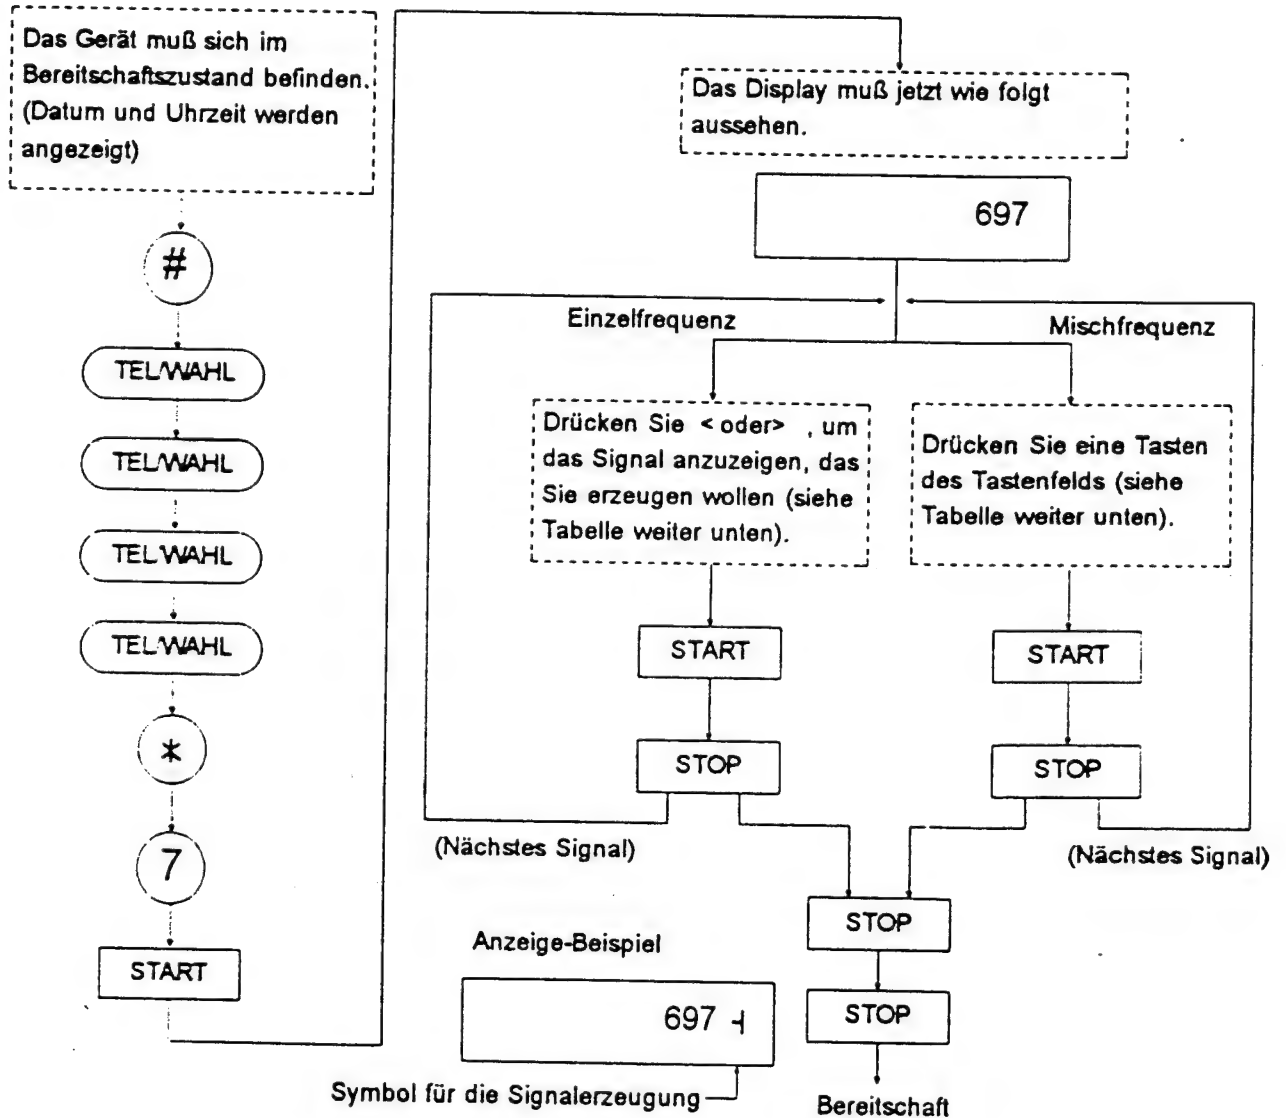 Das Gerät muß sich im
Bereitschaftszustand befinden.
(Datum und Uhrzeit werden
angezeigt)
#
TEL/WAHL
TEL/WAHL
TEL/WAHL
TEL/WAHL
*
7
START
Das Display muß jetzt wie folgt
aussehen.
697
Einzelfrequenz
Mischfrequenz
Drücken Sie < oder> , um
das Signal anzuzeigen, das
Sie erzeugen wollen (siehe
Tabelle weiter unten).
START
STOP
(Nächstes Signal)
Drücken Sie eine Tasten
des Tastenfelds (siehe
Tabelle weiter unten).
START
STOP
(Nächstes Signal)
STOP
STOP
Bereitschaft
Anzeige-Beispiel
697 ⊣
Symbol für die Signalerzeugung